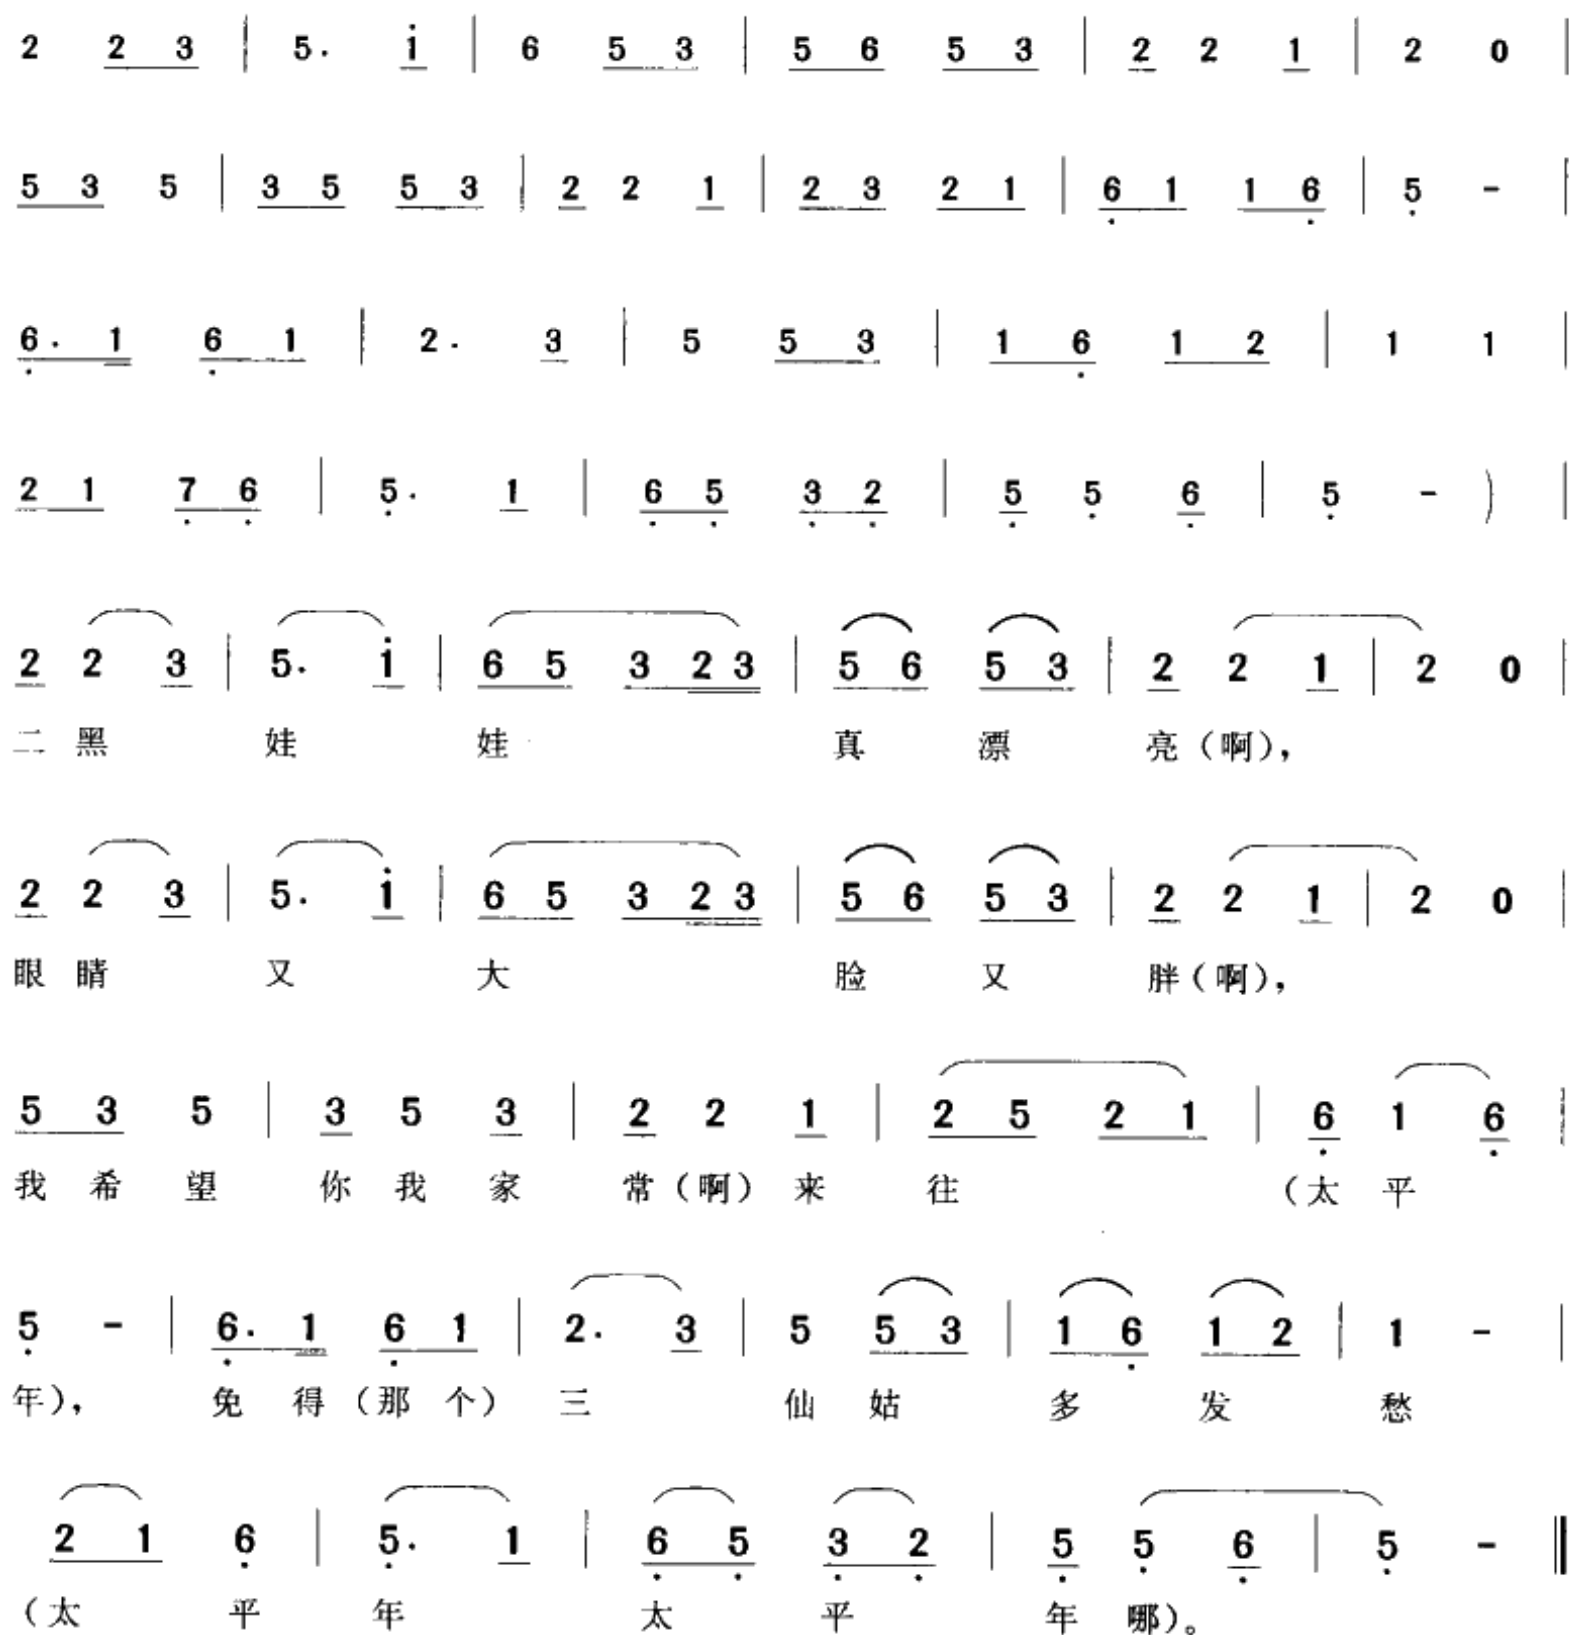 2 2 3 | 5. i | 6 5 3 | 5 6 5 3 | 2 2 1 | 2 0 |
5 3 5 | 3 5 5 3 | 2 2 1 | 2 3 2 1 | 6 1 1 6 | 5 - |
6. 1 6 1 | 2. 3 | 5 5 3 | 1 6 1 2 | 1 1 |
2 1 7 6 | 5. 1 | 6 5 3 2 | 5 5 6 | 5 - ) |
2 2 3 | 5. i | 6 5 3 2 3 | 5 6 5 3 | 2 2 1 | 2 0 |
二 黑 娃 娃 真 漂 亮（啊），
2 2 3 | 5. i | 6 5 3 2 3 | 5 6 5 3 | 2 2 1 | 2 0 |
眼 睛 又 大 脸 又 胖（啊），
5 3 5 | 3 5 3 | 2 2 1 | 2 5 2 1 | 6 1 6 |
我 希 望 你 我 家 常（啊）来 往 （太 平
5 - | 6. 1 6 1 | 2. 3 | 5 5 3 | 1 6 1 2 | 1 - |
年）， 免 得（那 个）三 仙 姑 多 发 愁
2 1 6 | 5. 1 | 6 5 3 2 | 5 5 6 | 5 - ‖
（太 平 年 太 平 年 哪）。